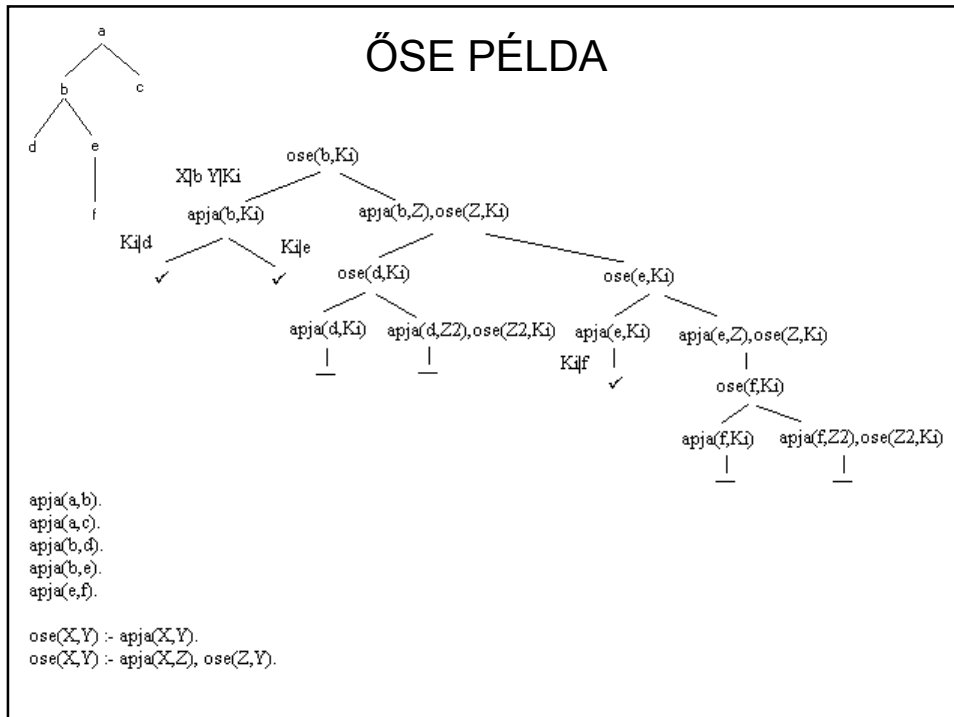 a
ŐSE PÉLDA
b c
d e
f
ose(b,Ki)
X|b Y|Ki
apja(b,Ki) apja(b,Z),ose(Z,Ki)
Ki|d Ki|e
ose(d,Ki) ose(e,Ki)
apja(d,Ki) apja(d,Z2),ose(Z2,Ki) apja(e,Ki) apja(e,Z),ose(Z,Ki)
Ki|f
ose(f,Ki)
apja(f,Ki) apja(f,Z2),ose(Z2,Ki)
apja(a,b).
apja(a,c).
apja(b,d).
apja(b,e).
apja(e,f).
ose(X,Y) :- apja(X,Y).
ose(X,Y) :- apja(X,Z), ose(Z,Y).